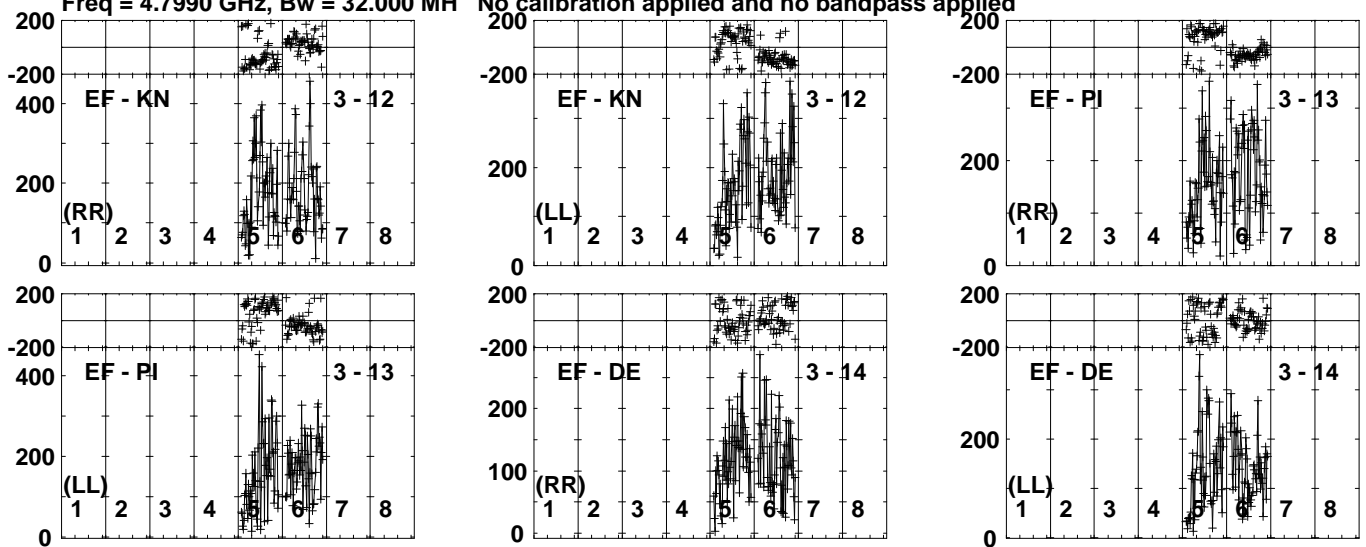 Freq = 4.7990 GHz, Bw = 32.000 MH No calibration applied and no bandpass applied
200
-200
EF - KN 3 - 12
400
200
0
(RR)
1 2 3 4 5 6 7 8
200
-200
EF - KN 3 - 12
200
0
(LL)
1 2 3 4 5 6 7 8
200
-200
EF - PI 3 - 13
200
0
(RR)
1 2 3 4 5 6 7 8
200
-200
EF - PI 3 - 13
400
200
0
(LL)
1 2 3 4 5 6 7 8
200
-200
EF - DE 3 - 14
200
100
0
(RR)
1 2 3 4 5 6 7 8
200
-200
EF - DE 3 - 14
200
0
(LL)
1 2 3 4 5 6 7 8